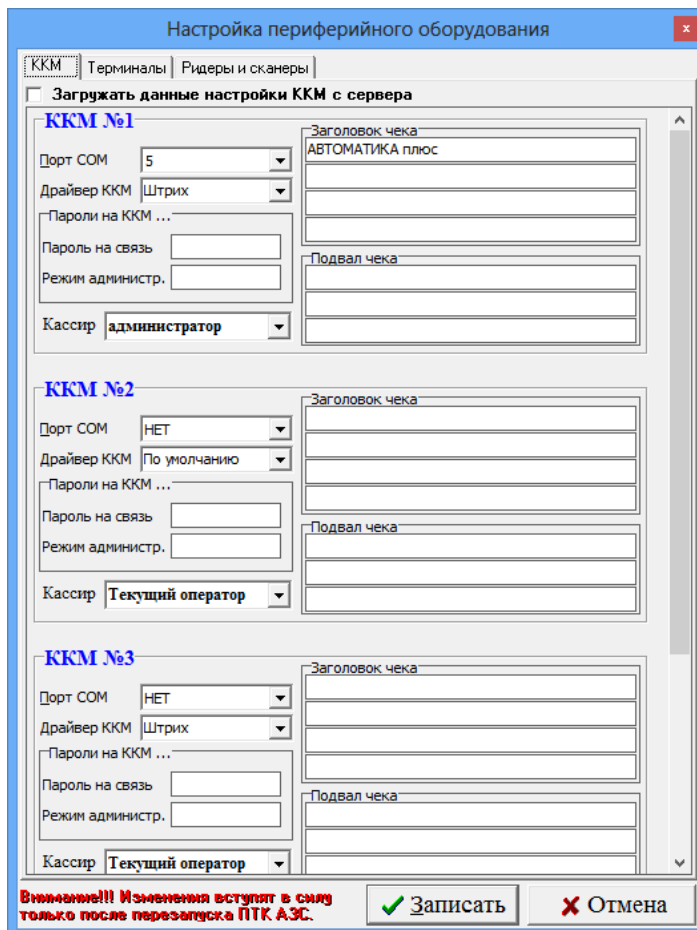 Настройка периферийного оборудования
x
ККМ Терминалы Ридеры и сканеры
Загружать данные настройки ККМ с сервера
ККМ №1
Порт COM 5
Драйвер ККМ Штрих
Пароли на ККМ ...
Пароль на связь
Режим администр.
Кассир администратор
Заголовок чека
АВТОМАТИКА плюс
Подвал чека
ККМ №2
Порт COM НЕТ
Драйвер ККМ По умолчанию
Пароли на ККМ ...
Пароль на связь
Режим администр.
Кассир Текущий оператор
Заголовок чека
Подвал чека
ККМ №3
Порт COM НЕТ
Драйвер ККМ Штрих
Пароли на ККМ ...
Пароль на связь
Режим администр.
Кассир Текущий оператор
Заголовок чека
Подвал чека
Внимание!!! Изменения вступят в силу
только после перезапуска ПТК АЗС.
Записать
Отмена